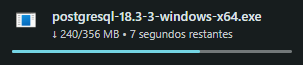 postgresql-18.3-3-windows-x64.exe
↓ 240/356 MB • 7 segundos restantes